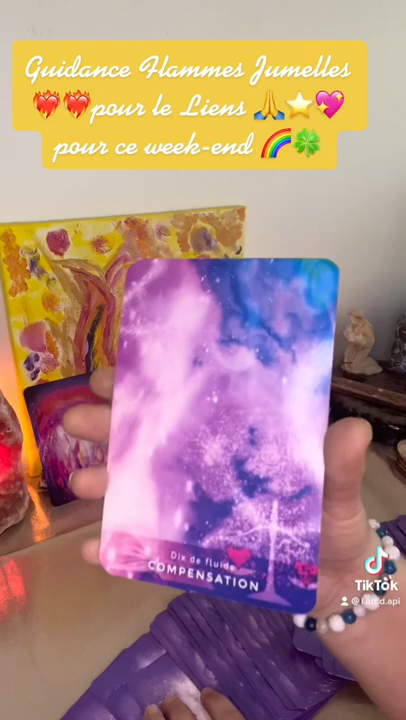 Guidance Flammes Jumelles
❤️‍🔥❤️‍🔥pour le Liens 🙏⭐💖
pour ce week-end 🌈🍀
Dix de fluide
COMPENSATION
TikTok